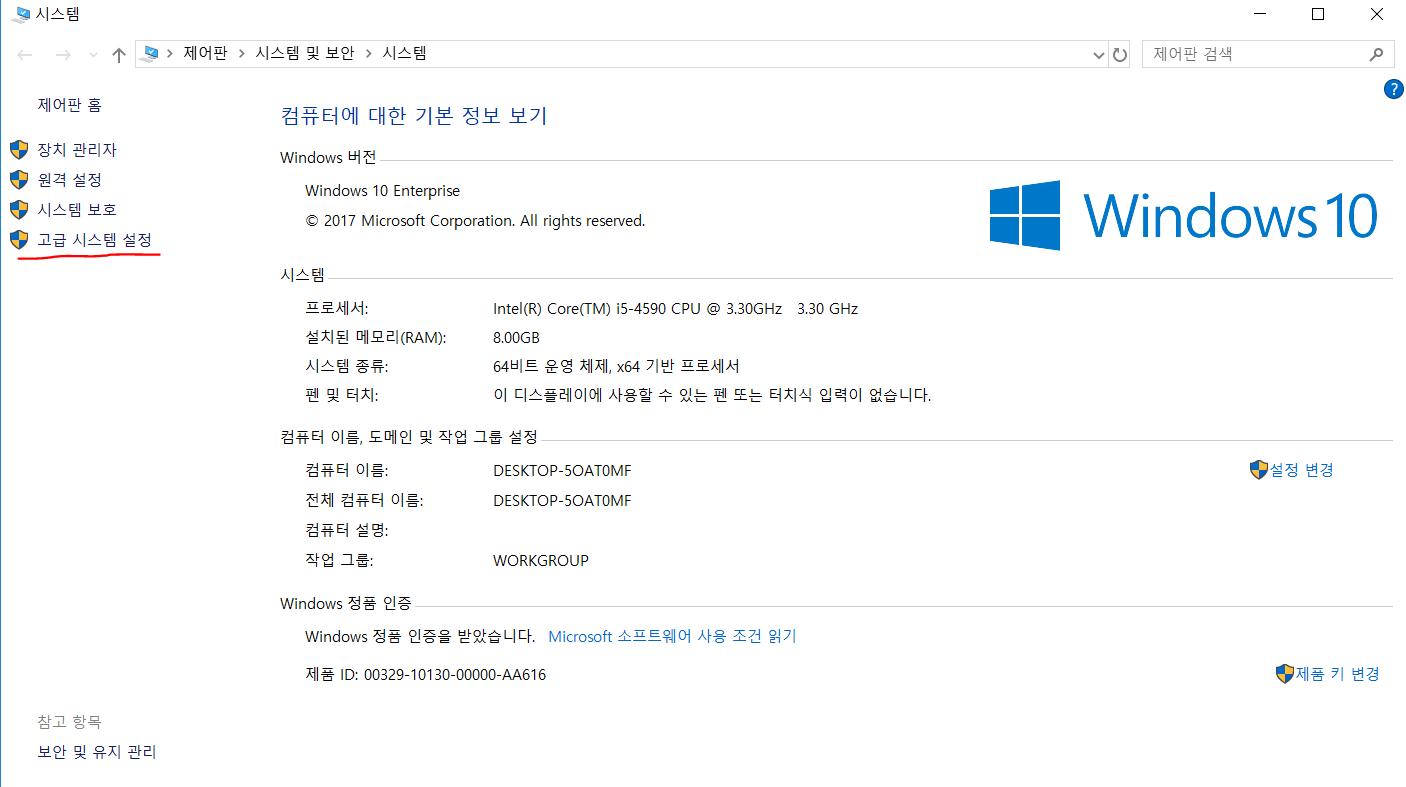 시스템
제어판 > 시스템 및 보안 > 시스템
제어판 검색
?
제어판 홈
장치 관리자
원격 설정
시스템 보호
고급 시스템 설정
컴퓨터에 대한 기본 정보 보기
Windows 버전
Windows 10 Enterprise
© 2017 Microsoft Corporation. All rights reserved.
Windows 10
시스템
프로세서: Intel(R) Core(TM) i5-4590 CPU @ 3.30GHz 3.30 GHz
설치된 메모리(RAM): 8.00GB
시스템 종류: 64비트 운영 체제, x64 기반 프로세서
펜 및 터치: 이 디스플레이에 사용할 수 있는 펜 또는 터치식 입력이 없습니다.
컴퓨터 이름, 도메인 및 작업 그룹 설정
컴퓨터 이름: DESKTOP-5OAT0MF 설정 변경
전체 컴퓨터 이름: DESKTOP-5OAT0MF
컴퓨터 설명:
작업 그룹: WORKGROUP
Windows 정품 인증
Windows 정품 인증을 받았습니다. Microsoft 소프트웨어 사용 조건 읽기
제품 ID: 00329-10130-00000-AA616 제품 키 변경
참고 항목
보안 및 유지 관리